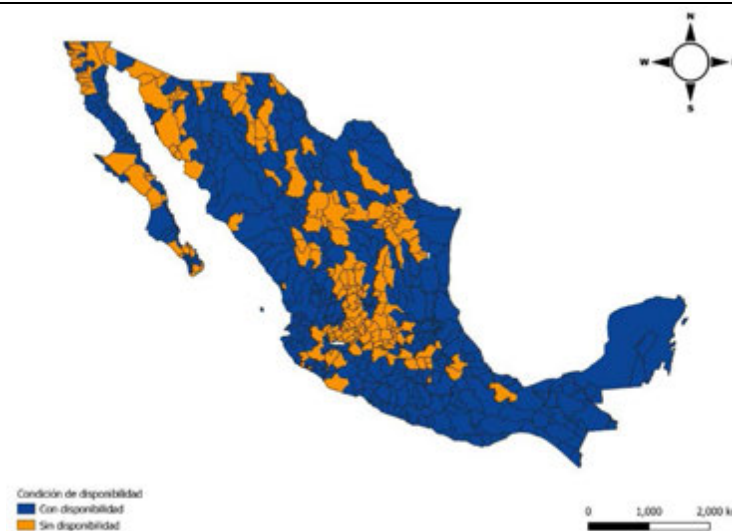 N
W
S
Condición de disponibilidad
Con disponibilidad
Sin disponibilidad
0 1,000 2,000